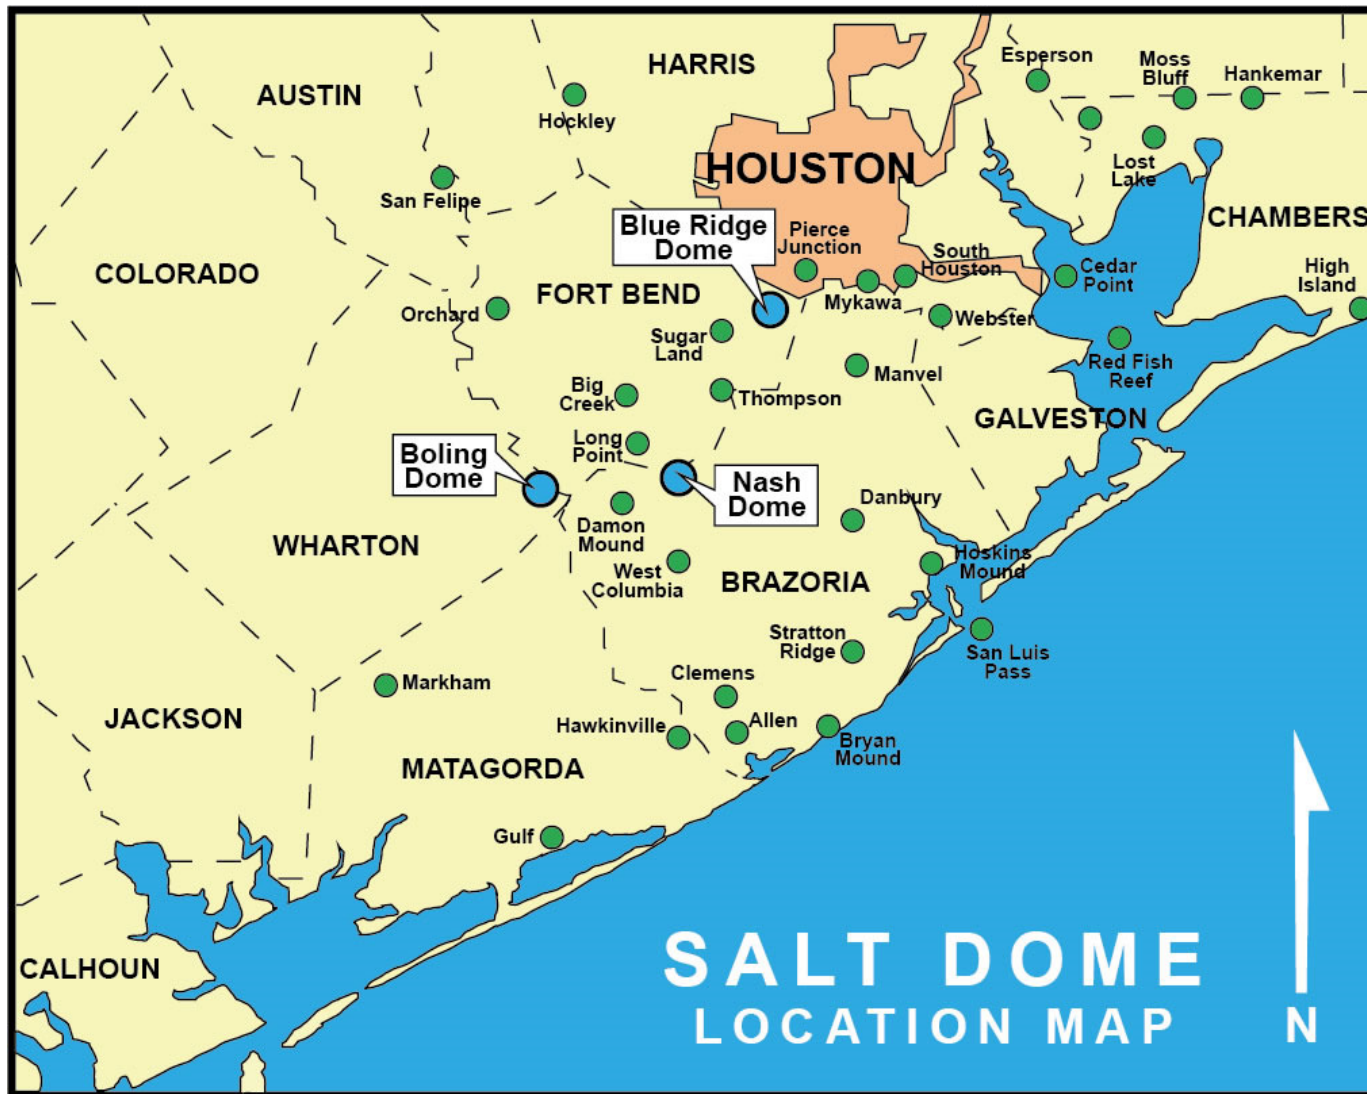 HARRIS
Esperson
Moss
Bluff
Hankemar
AUSTIN
Hockley
HOUSTON
Lost
Lake
San Felipe
CHAMBERS
Blue Ridge
Dome
Pierce
Junction
South
Houston
COLORADO
Cedar
Point
High
Island
FORT BEND
Mykawa
Orchard
Webster
Sugar
Land
Red Fish
Reef
Manvel
Big
Creek
Thompson
GALVESTON
Long
Point
Boling
Dome
Nash
Dome
Danbury
Damon
Mound
WHARTON
Hoskins
Mound
West
Columbia
BRAZORIA
Stratton
Ridge
San Luis
Pass
Clemens
Markham
JACKSON
Hawkinville
Allen
Bryan
Mound
MATAGORDA
Gulf
CALHOUN
SALT DOME
LOCATION MAP
N